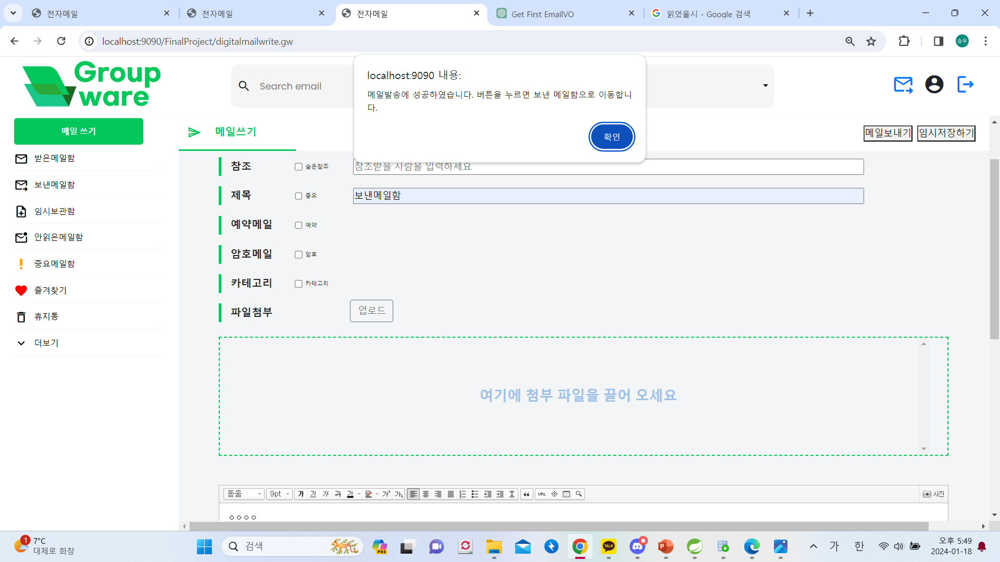 전자메일
전자메일
전자메일
Get First EmailVO
읽었을시 - Google 검색
localhost:9090/FinalProject/digitalmailwrite.gw
승우
Group
ware
Search email
localhost:9090 내용:
메일발송에 성공하였습니다. 버튼을 누르면 보낸 메일함으로 이동합니
다.
확인
메일 쓰기
받은메일함
보낸메일함
임시보관함
안읽은메일함
중요메일함
즐겨찾기
휴지통
더보기
메일쓰기
메일보내기
임시저장하기
참조
숨은참조
참조받을 사람을 입력하세요
제목
중요
보낸메일함
예약메일
예약
암호메일
암호
카테고리
카테고리
파일첨부
업로드
여기에 첨부 파일을 끌어 오세요
돋움
9pt
가 가 가 가 가 가¹ 가₁
URL
사진
ㅇㅇㅇㅇ
1
7°C
대체로 화창
검색
PRE
TALK
가
한
오후 5:49
2024-01-18